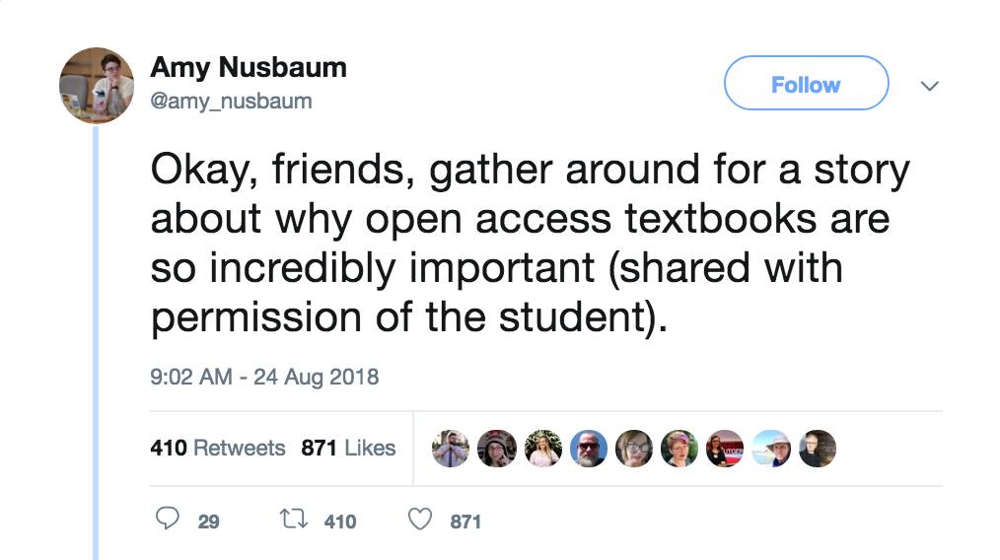 Amy Nusbaum
@amy_nusbaum
Follow
Okay, friends, gather around for a story
about why open access textbooks are
so incredibly important (shared with
permission of the student).
9:02 AM - 24 Aug 2018
410 Retweets 871 Likes
29 410 871